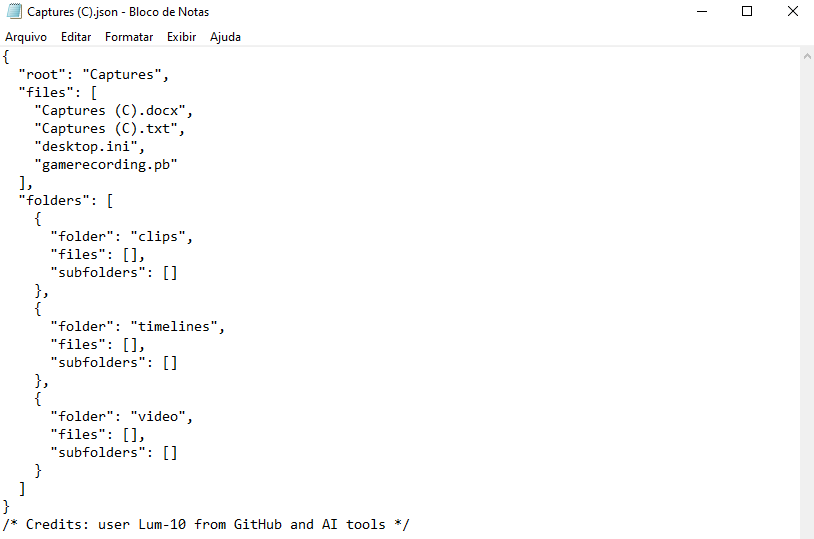 Captures (C).json - Bloco de Notas
Arquivo Editar Formatar Exibir Ajuda
{
  "root": "Captures",
  "files": [
    "Captures (C).docx",
    "Captures (C).txt",
    "desktop.ini",
    "gamerecording.pb"
  ],
  "folders": [
    {
      "folder": "clips",
      "files": [],
      "subfolders": []
    },
    {
      "folder": "timelines",
      "files": [],
      "subfolders": []
    },
    {
      "folder": "video",
      "files": [],
      "subfolders": []
    }
  ]
}
/* Credits: user Lum-10 from GitHub and AI tools */